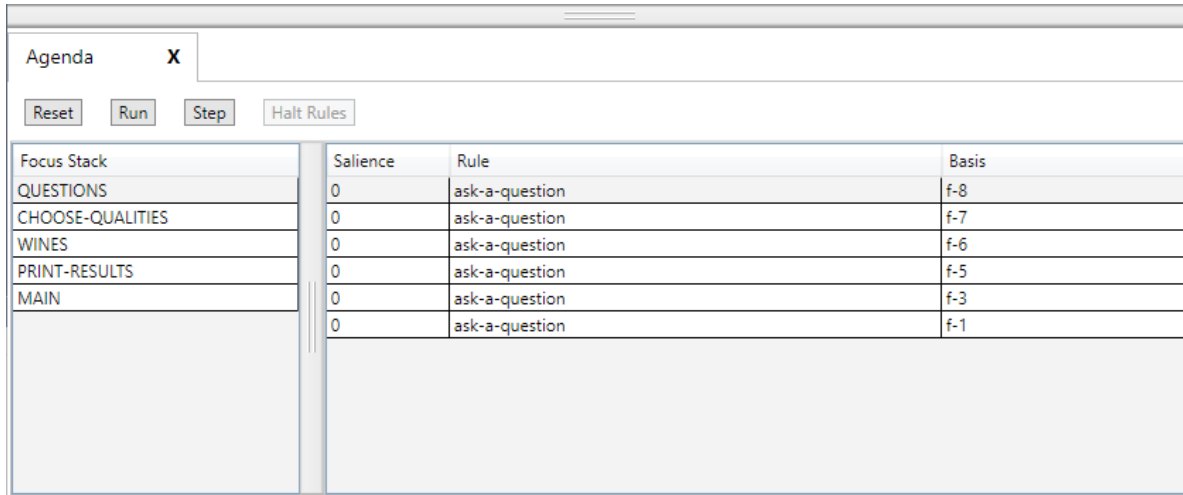 Agenda X
Reset Run Step Halt Rules
Focus Stack Salience Rule Basis
QUESTIONS 0 ask-a-question f-8
CHOOSE-QUALITIES 0 ask-a-question f-7
WINES 0 ask-a-question f-6
PRINT-RESULTS 0 ask-a-question f-5
MAIN 0 ask-a-question f-3
0 ask-a-question f-1